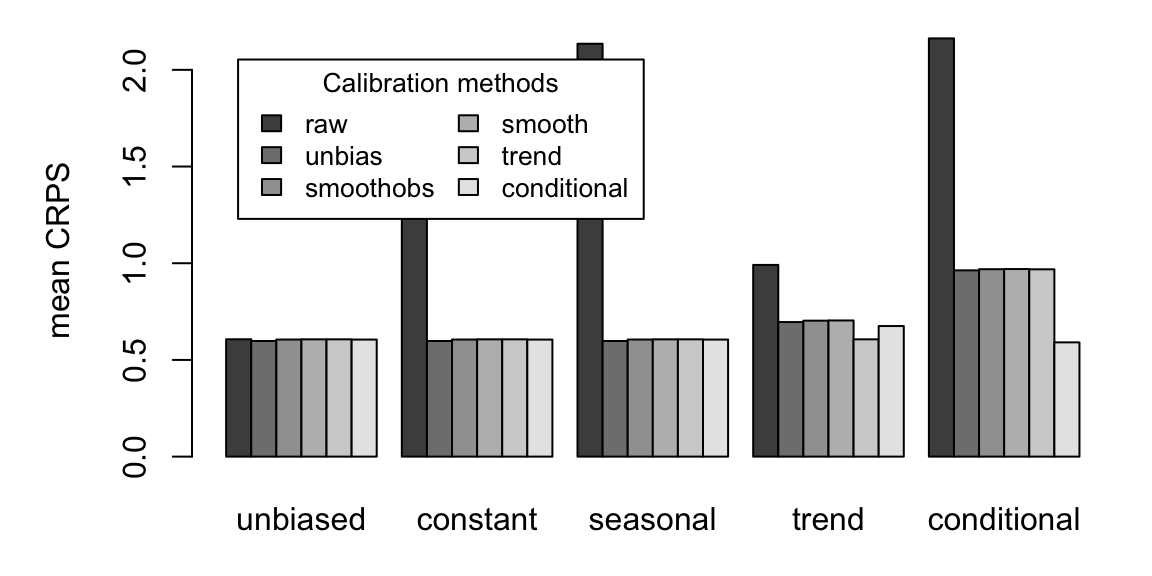 mean CRPS
2.0
1.5
1.0
0.5
0.0
Calibration methods
raw
unbias
smoothobs
smooth
trend
conditional
unbiased constant seasonal trend conditional